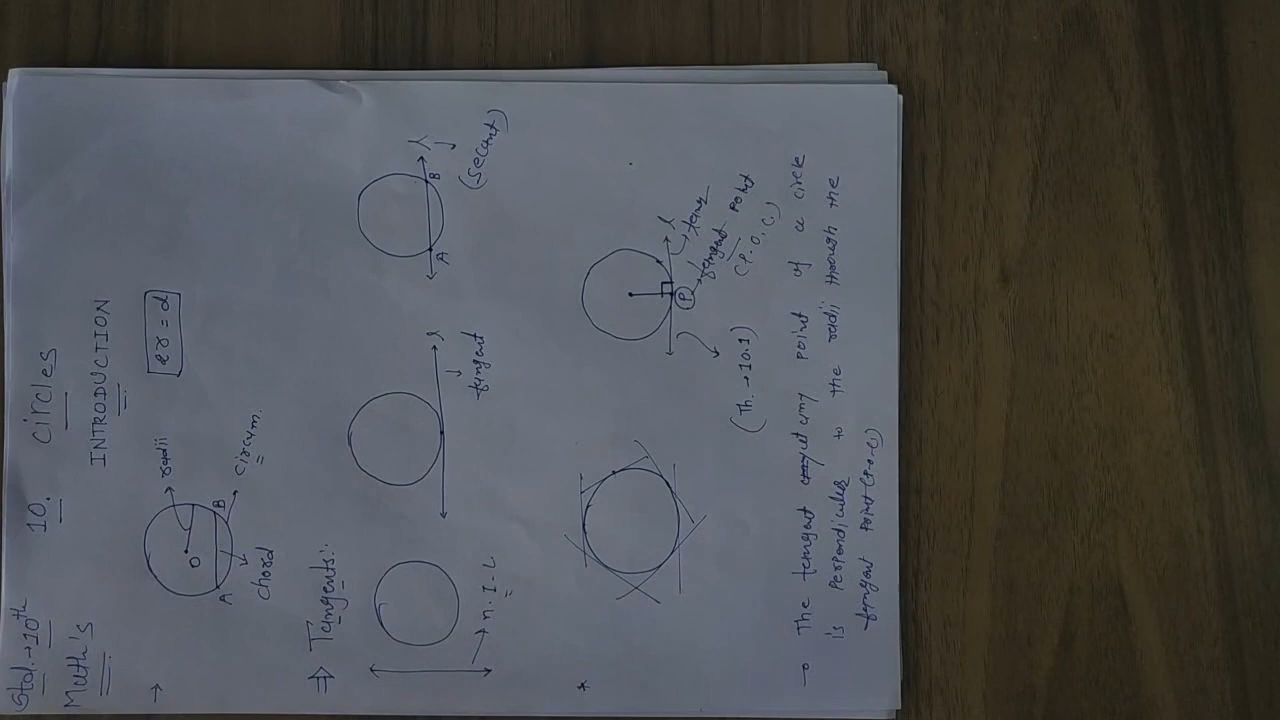 Std. → 10th 10. Circles
Math's INTRODUCTION
→ O radii 2r = d
A B circum.
chord
⇒ Tangents:
l l
tangent A B (secant)
→ n. I. L
*
P l
→ tangent point
(P.O.C.)
(Th. → 10.1)
→ The tangent any point of a circle
is perpendicular to the radii through the
tangent point (P.O.C)